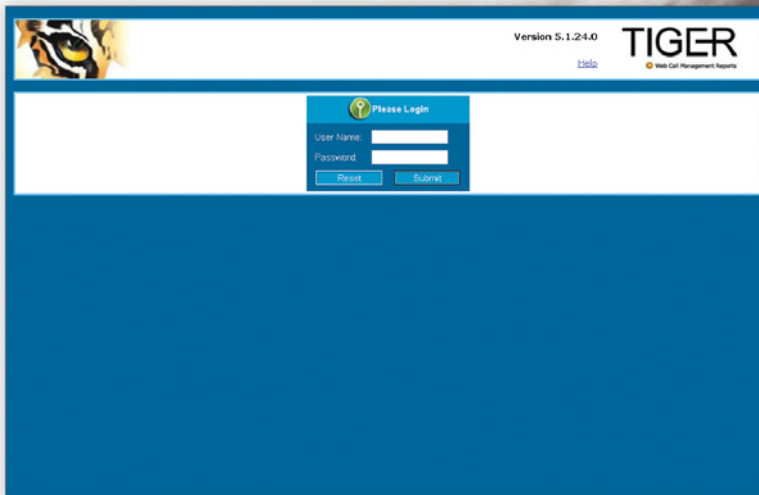 Version 5.1.24.0
Help
TIGER
Web Call Management Reports
Please Login
User Name:
Password
Reset
Submit